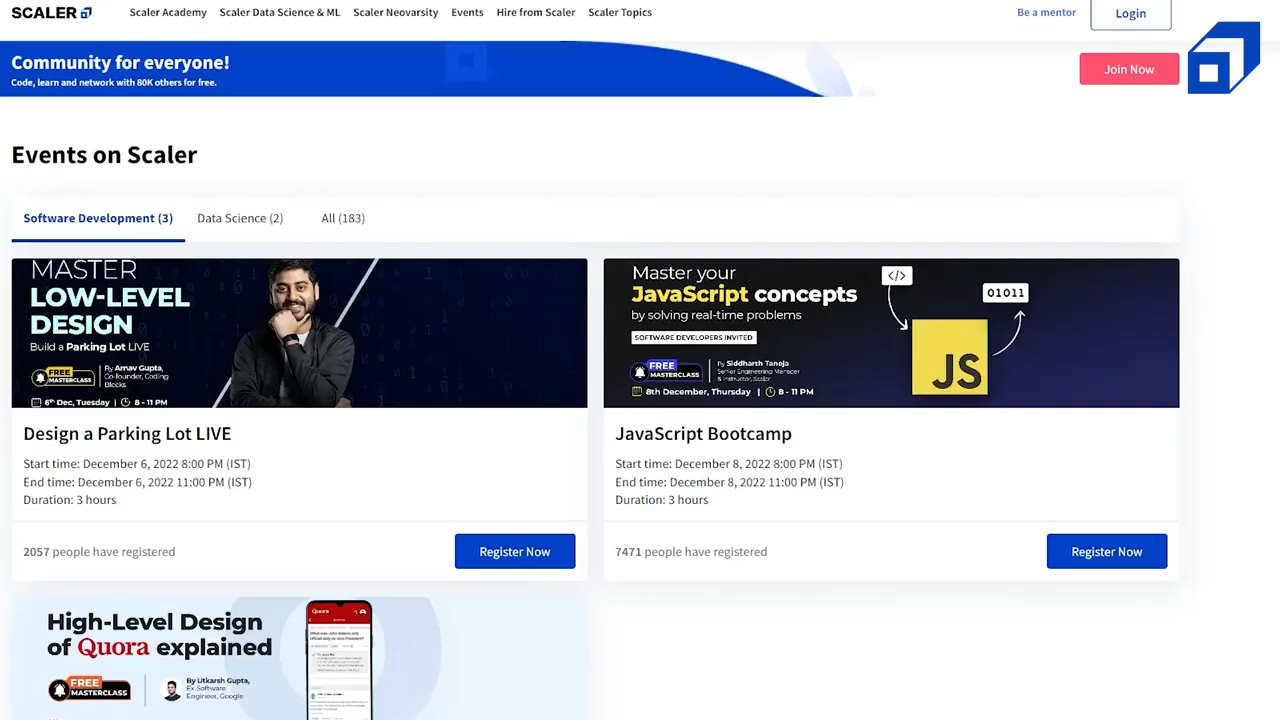 SCALER
Scaler Academy
Scaler Data Science & ML
Scaler Neovarsity
Events
Hire from Scaler
Scaler Topics
Be a mentor
Login
Community for everyone!
Code, learn and network with 80K others for free.
Join Now
Events on Scaler
Software Development (3)
Data Science (2)
All (183)
MASTER
LOW-LEVEL
DESIGN
Build a Parking Lot LIVE
FREE
MASTERCLASS
By Arnav Gupta,
Co-founder, Coding
Blocks
6th Dec, Tuesday | 8 - 11 PM
Master your
JavaScript concepts
by solving real-time problems
SOFTWARE DEVELOPERS INVITED
FREE
MASTERCLASS
By Siddharth Taneja
Senior Engineering Manager
& Instructor, Scaler
8th December, Thursday | 8 - 11 PM
</>
01011
JS
Design a Parking Lot LIVE
Start time: December 6, 2022 8:00 PM (IST)
End time: December 6, 2022 11:00 PM (IST)
Duration: 3 hours
2057 people have registered
Register Now
JavaScript Bootcamp
Start time: December 8, 2022 8:00 PM (IST)
End time: December 8, 2022 11:00 PM (IST)
Duration: 3 hours
7471 people have registered
Register Now
High-Level Design
of Quora explained
FREE
MASTERCLASS
By Utkarsh Gupta,
Ex-Software
Engineer, Google
Quora